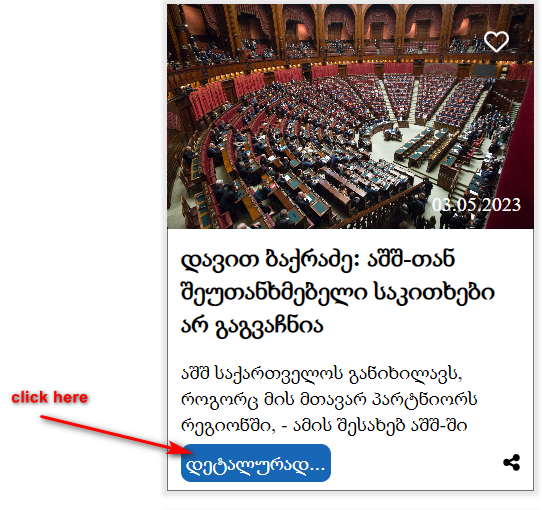 03.05.2023
დავით ბაქრაძე: აშშ-თან
შეუთანხმებელი საკითხები
არ გაგვაჩნია
აშშ საქართველოს განიხილავს,
როგორც მის მთავარ პარტნიორს
რეგიონში, - ამის შესახებ აშშ-ში
click here
დეტალურად...